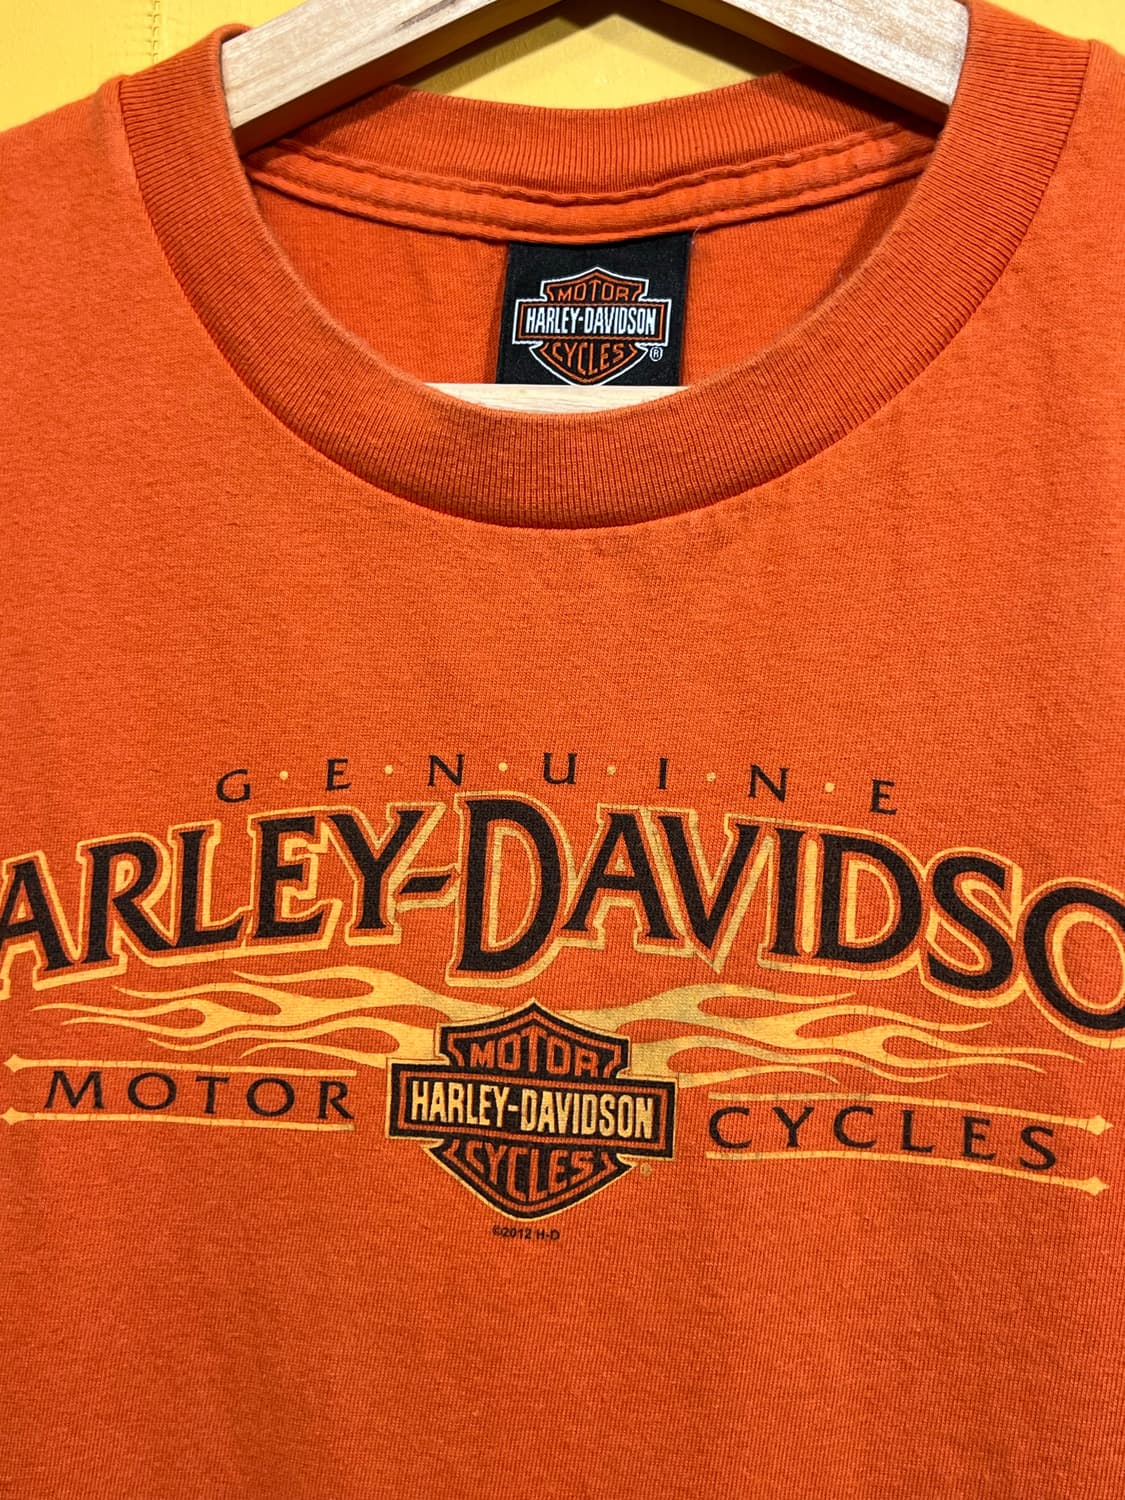 MOTOR
HARLEY-DAVIDSON
CYCLES ®
G·E·N·U·I·N·E
ARLEY-DAVIDSO
MOTOR CYCLES
MOTOR
HARLEY-DAVIDSON
CYCLES ®
©2012 H-D